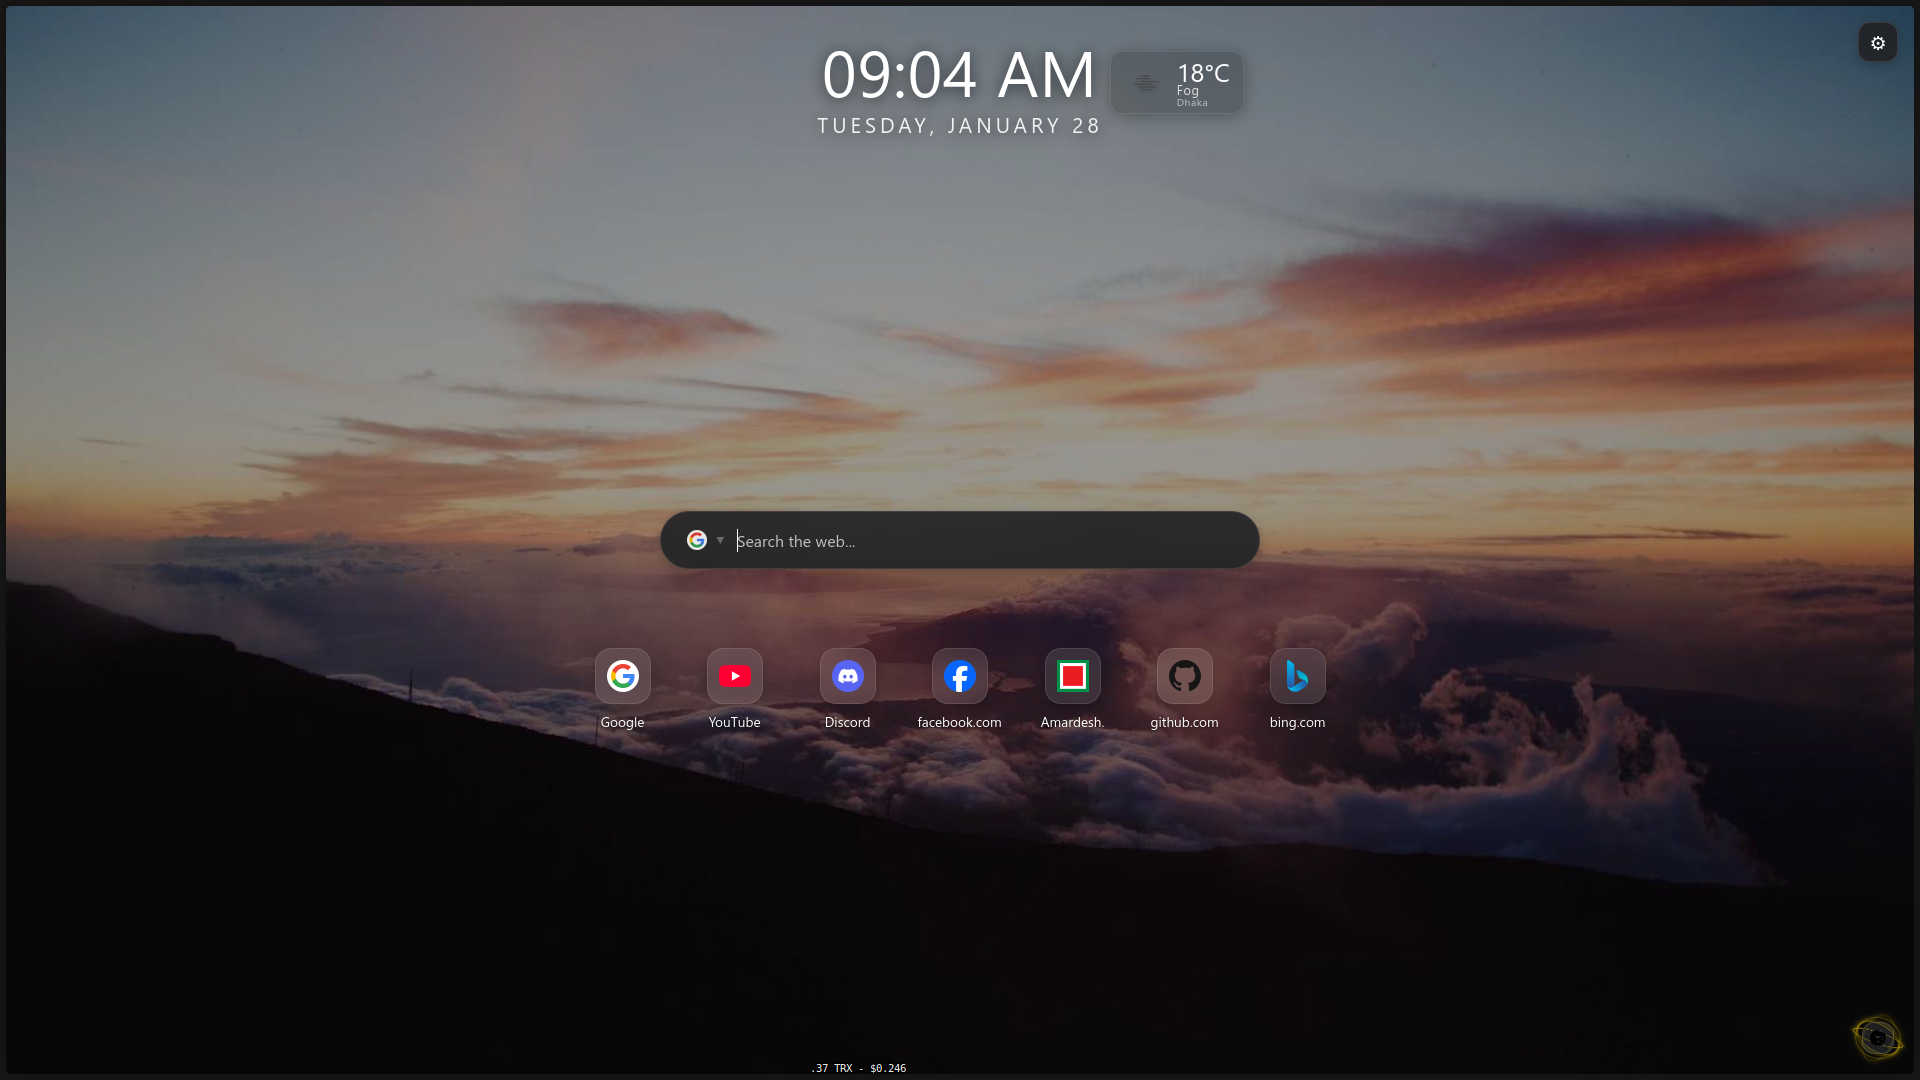 09:04 AM
TUESDAY, JANUARY 28
18°C
Fog
Dhaka
Search the web...
Google
YouTube
Discord
facebook.com
Amardesh.
github.com
bing.com
.37 TRX - $0.246